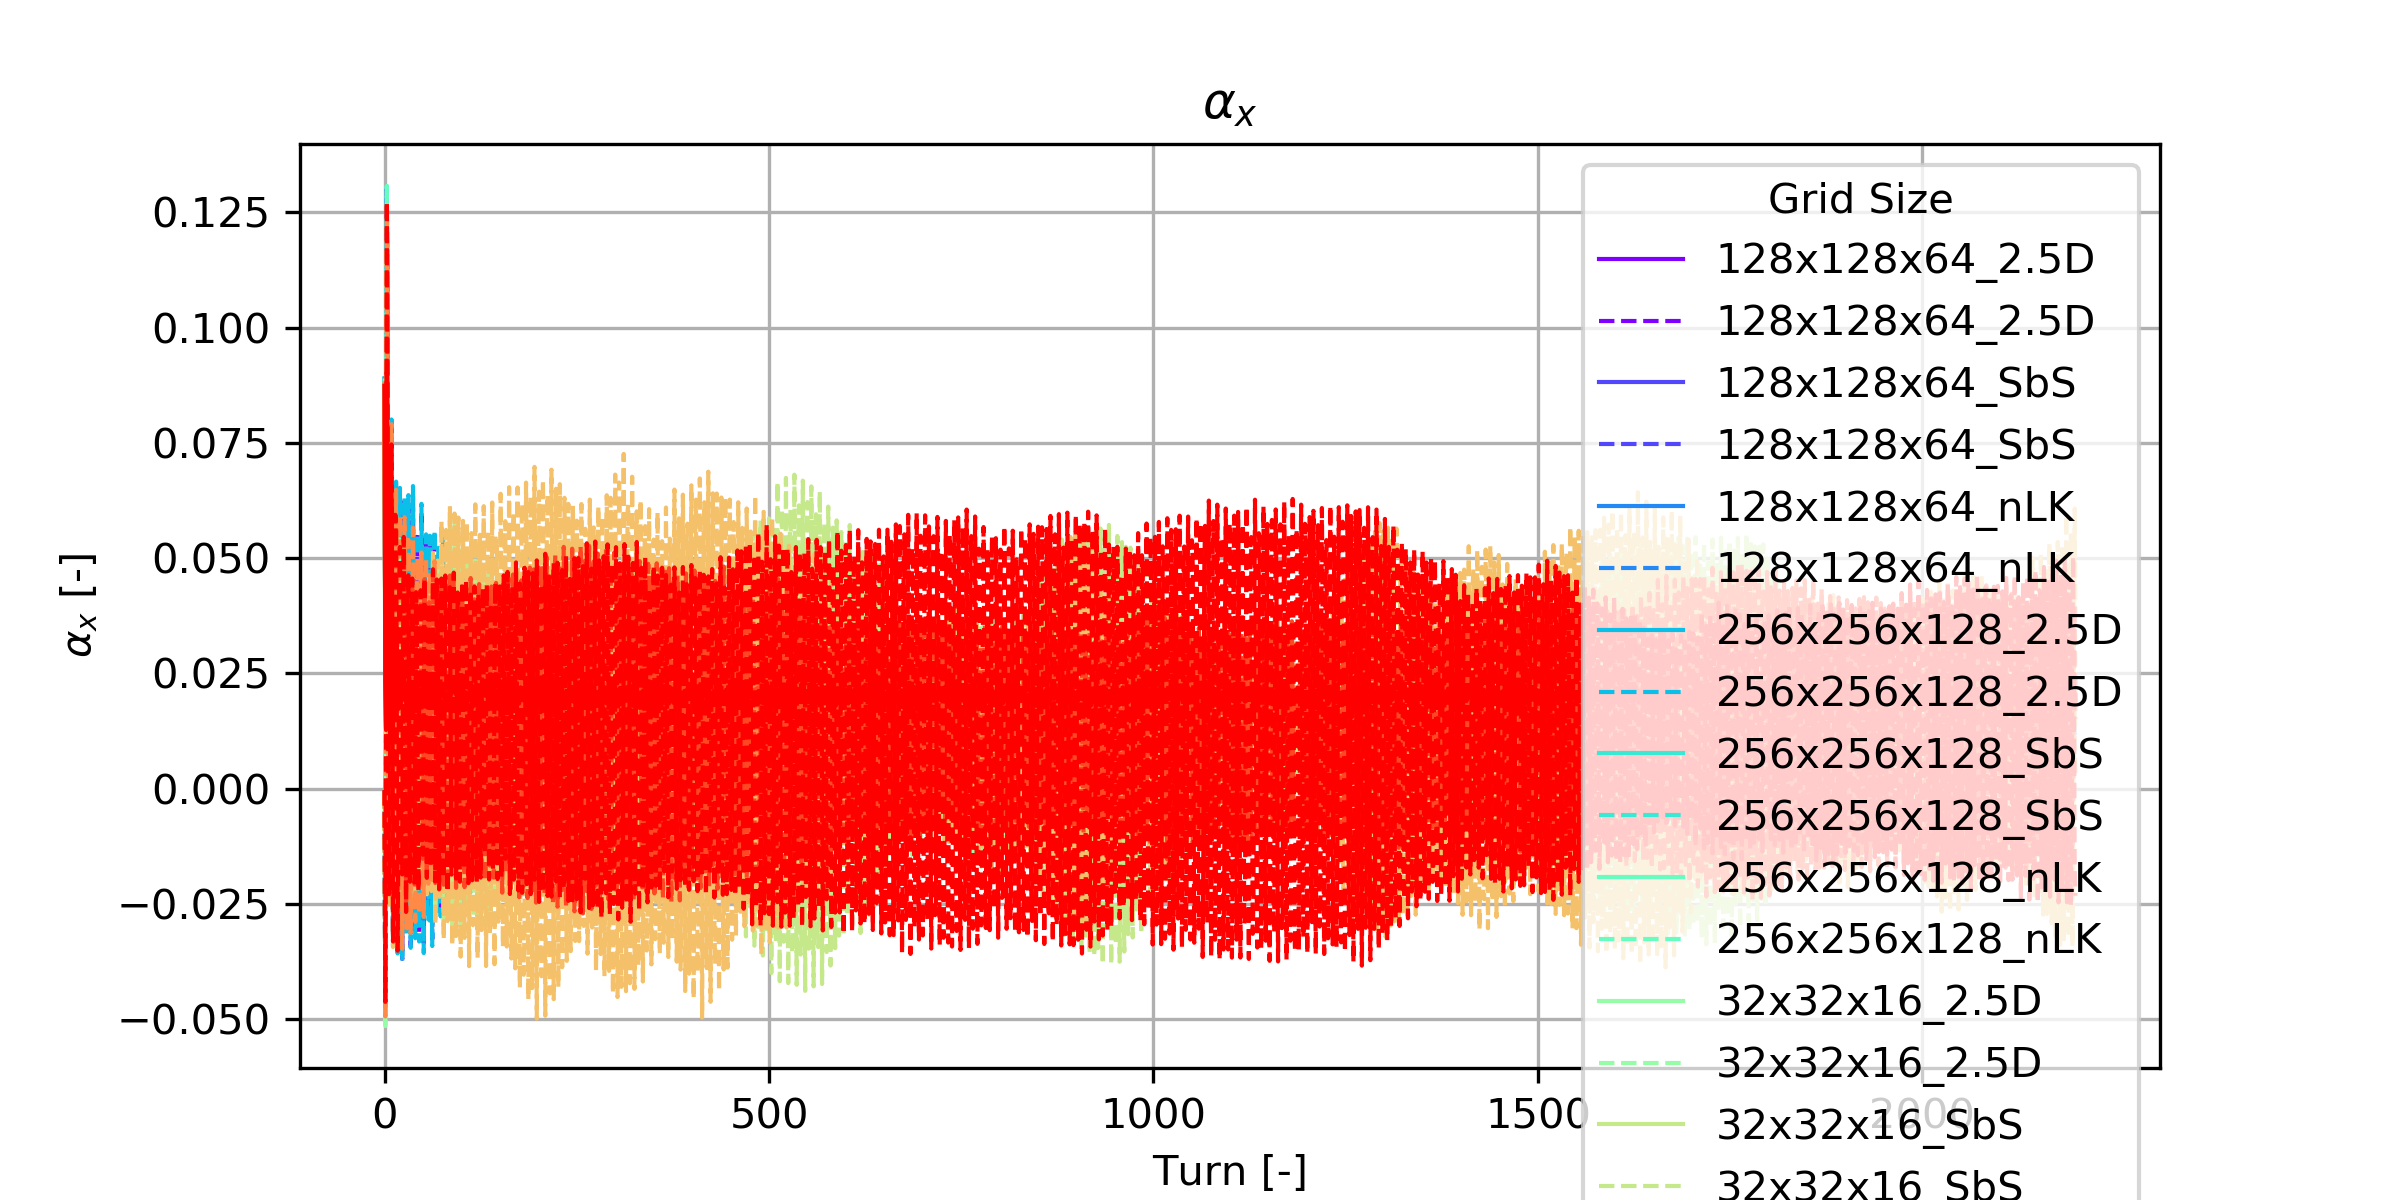 αx
αx [-]
0.125
0.100
0.075
0.050
0.025
0.000
−0.025
−0.050
0
500
1000
1500
2000
Turn [-]
Grid Size
128x128x64_2.5D
128x128x64_2.5D
128x128x64_SbS
128x128x64_SbS
128x128x64_nLK
128x128x64_nLK
256x256x128_2.5D
256x256x128_2.5D
256x256x128_SbS
256x256x128_SbS
256x256x128_nLK
256x256x128_nLK
32x32x16_2.5D
32x32x16_2.5D
32x32x16_SbS
32x32x16_SbS